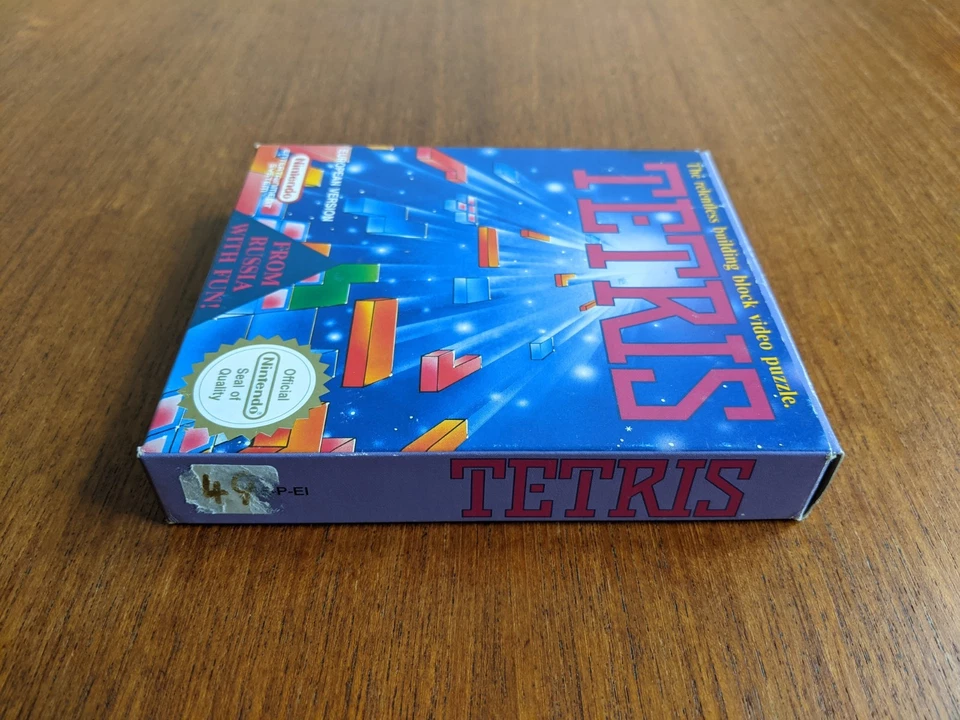 The relentless building block video puzzle.
TETRIS
EUROPEAN VERSION
Nintendo
FROM
RUSSIA
WITH FUN!
Official
Nintendo
Seal of
Quality
TETRIS
49
-P-EI